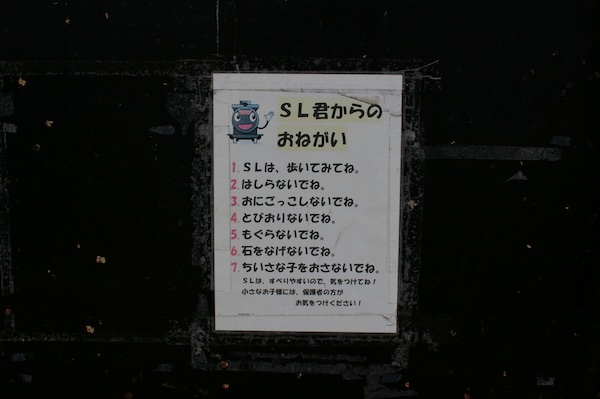 SL君からの
おねがい
1. SLは、歩いてみてね。
2. はしらないでね。
3. おにごっこしないでね。
4. とびおりないでね。
5. もぐらないでね。
6. 石をなげないでね。
7. ちいさな子をおさないでね。
SLは、すべりやすいので、気をつけてね！
小さなお子様には、保護者の方が
お気をつけください！